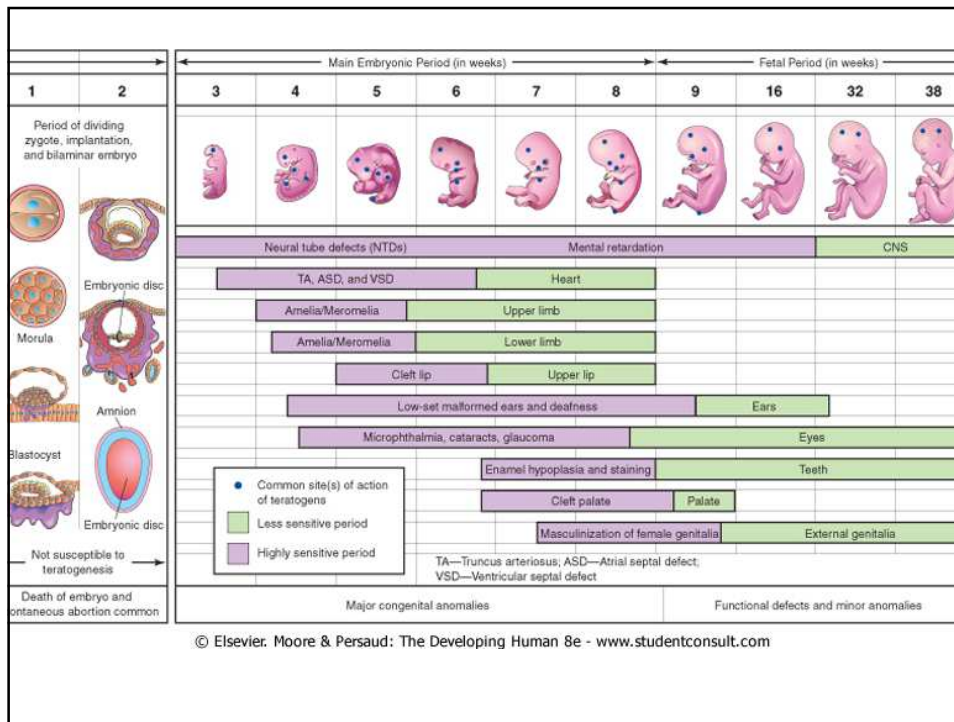 Main Embryonic Period (in weeks)
Fetal Period (in weeks)
1 2 3 4 5 6 7 8 9 16 32 38
Period of dividing
zygote, implantation,
and bilaminar embryo
Embryonic disc
Morula
Amnion
Blastocyst
Embryonic disc
Not susceptible to
teratogenesis
Death of embryo and
ontaneous abortion common
Neural tube defects (NTDs) Mental retardation CNS
TA, ASD, and VSD Heart
Amelia/Meromelia Upper limb
Amelia/Meromelia Lower limb
Cleft lip Upper lip
Low-set malformed ears and deafness Ears
Microphthalmia, cataracts, glaucoma Eyes
Enamel hypoplasia and staining Teeth
Cleft palate Palate
Masculinization of female genitalia External genitalia
Common site(s) of action
of teratogens
Less sensitive period
Highly sensitive period
TA—Truncus arteriosus; ASD—Atrial septal defect;
VSD—Ventricular septal defect
Major congenital anomalies
Functional defects and minor anomalies
© Elsevier. Moore & Persaud: The Developing Human 8e - www.studentconsult.com